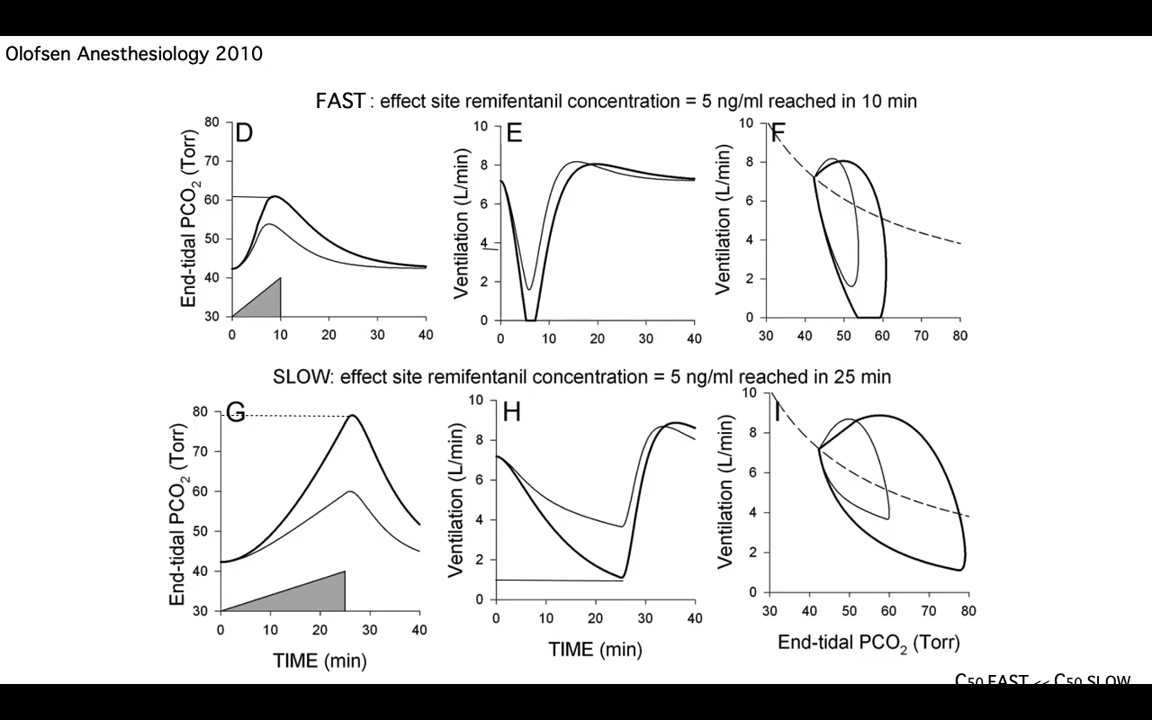 Olofsen Anesthesiology 2010
FAST : effect site remifentanil concentration = 5 ng/ml reached in 10 min
D
End-tidal PCO₂ (Torr)
80
70
60
50
40
30
0 10 20 30 40
E
Ventilation (L/min)
10
8
6
4
2
0
0 10 20 30 40
F
Ventilation (L/min)
10
8
6
4
2
0
30 40 50 60 70 80
SLOW: effect site remifentanil concentration = 5 ng/ml reached in 25 min
G
End-tidal PCO₂ (Torr)
80
70
60
50
40
30
0 10 20 30 40
TIME (min)
H
Ventilation (L/min)
10
8
6
4
2
0
0 10 20 30 40
TIME (min)
I
Ventilation (L/min)
10
8
6
4
2
0
30 40 50 60 70 80
End-tidal PCO₂ (Torr)
C50 FAST << C50 SLOW